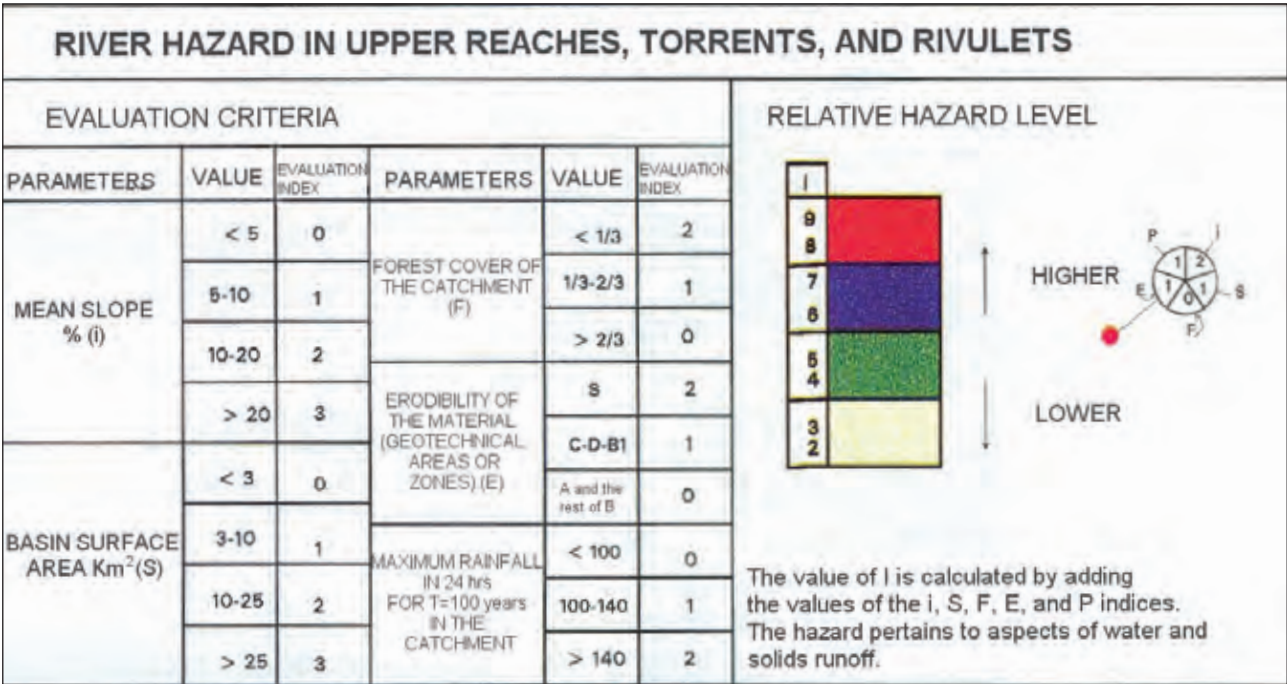 RIVER HAZARD IN UPPER REACHES, TORRENTS, AND RIVULETS
EVALUATION CRITERIA
PARAMETERS VALUE EVALUATION INDEX PARAMETERS VALUE EVALUATION INDEX
MEAN SLOPE
% (i)
< 5 0
5-10 1
10-20 2
> 20 3
BASIN SURFACE
AREA Km²(S)
< 3 0
3-10 1
10-25 2
> 25 3
FOREST COVER OF
THE CATCHMENT
(F)
< 1/3 2
1/3-2/3 1
> 2/3 0
ERODIBILITY OF
THE MATERIAL
(GEOTECHNICAL
AREAS OR
ZONES) (E)
S 2
C-D-B1 1
A and the
rest of B
0
MAXIMUM RAINFALL
IN 24 hrs
FOR T=100 years
IN THE
CATCHMENT
< 100 0
100-140 1
> 140 2
RELATIVE HAZARD LEVEL
I
9
8
7
6
5
4
3
2
HIGHER
LOWER
P i
1 2
E 1 1 S
0
F
The value of I is calculated by adding
the values of the i, S, F, E, and P indices.
The hazard pertains to aspects of water and
solids runoff.